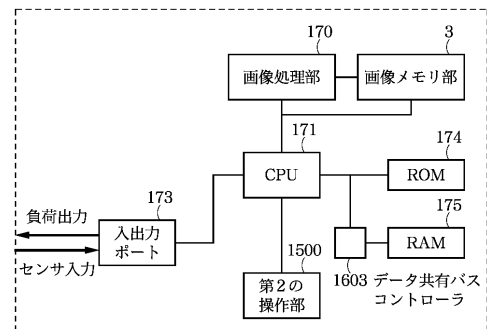 170
3
画像処理部
画像メモリ部
171
174
CPU
ROM
173
175
負荷出力
入出力
ポート
RAM
センサ入力
1500
第2の
操作部
1603
データ共有バス
コントローラ